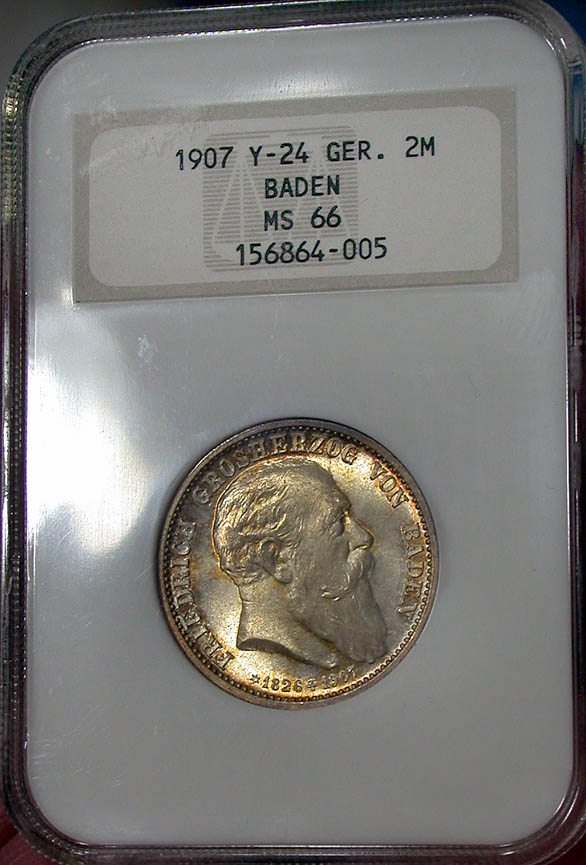 1907 Y-24 GER. 2M
BADEN
MS 66
156864-005
FRIEDRICH GROSHERZOG VON BADEN
*1826 ✝1907